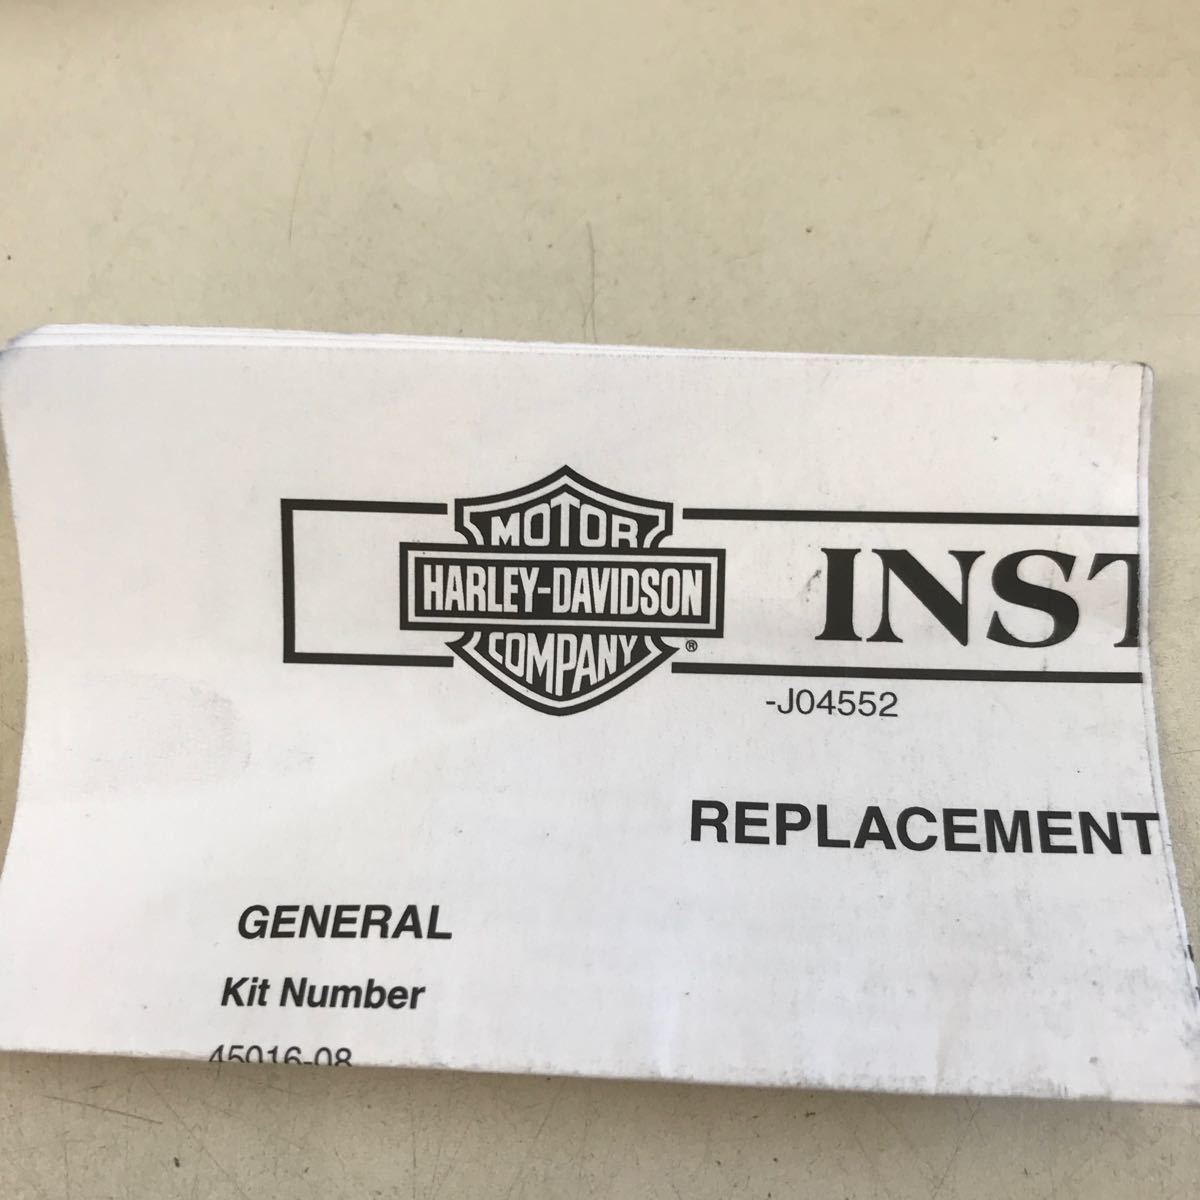 MOTOR
HARLEY-DAVIDSON
COMPANY
®
INST
-J04552
REPLACEMENT
GENERAL
Kit Number
45016-08